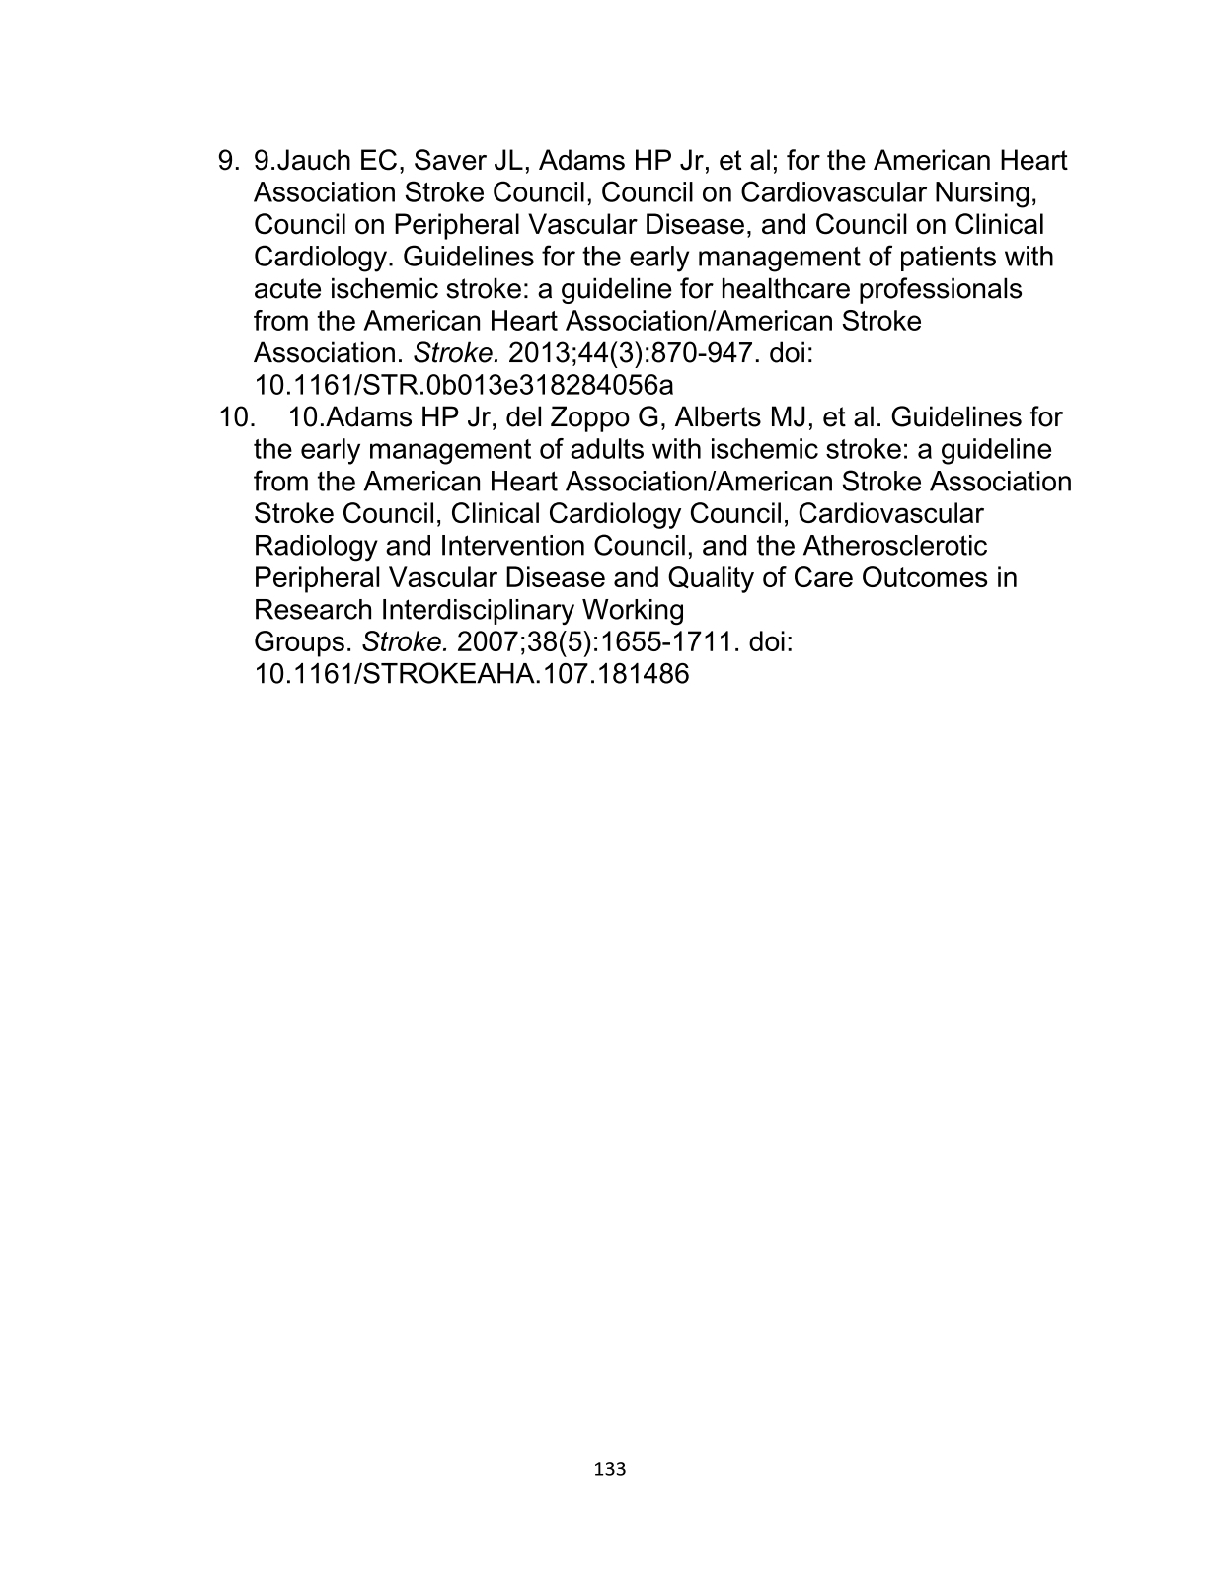 9. 9.Jauch EC, Saver JL, Adams HP Jr, et al; for the American Heart
Association Stroke Council, Council on Cardiovascular Nursing,
Council on Peripheral Vascular Disease, and Council on Clinical
Cardiology. Guidelines for the early management of patients with
acute ischemic stroke: a guideline for healthcare professionals
from the American Heart Association/American Stroke
Association. Stroke. 2013;44(3):870-947. doi:
10.1161/STR.0b013e318284056a
10. 10.Adams HP Jr, del Zoppo G, Alberts MJ, et al. Guidelines for
the early management of adults with ischemic stroke: a guideline
from the American Heart Association/American Stroke Association
Stroke Council, Clinical Cardiology Council, Cardiovascular
Radiology and Intervention Council, and the Atherosclerotic
Peripheral Vascular Disease and Quality of Care Outcomes in
Research Interdisciplinary Working
Groups. Stroke. 2007;38(5):1655-1711. doi:
10.1161/STROKEAHA.107.181486
133